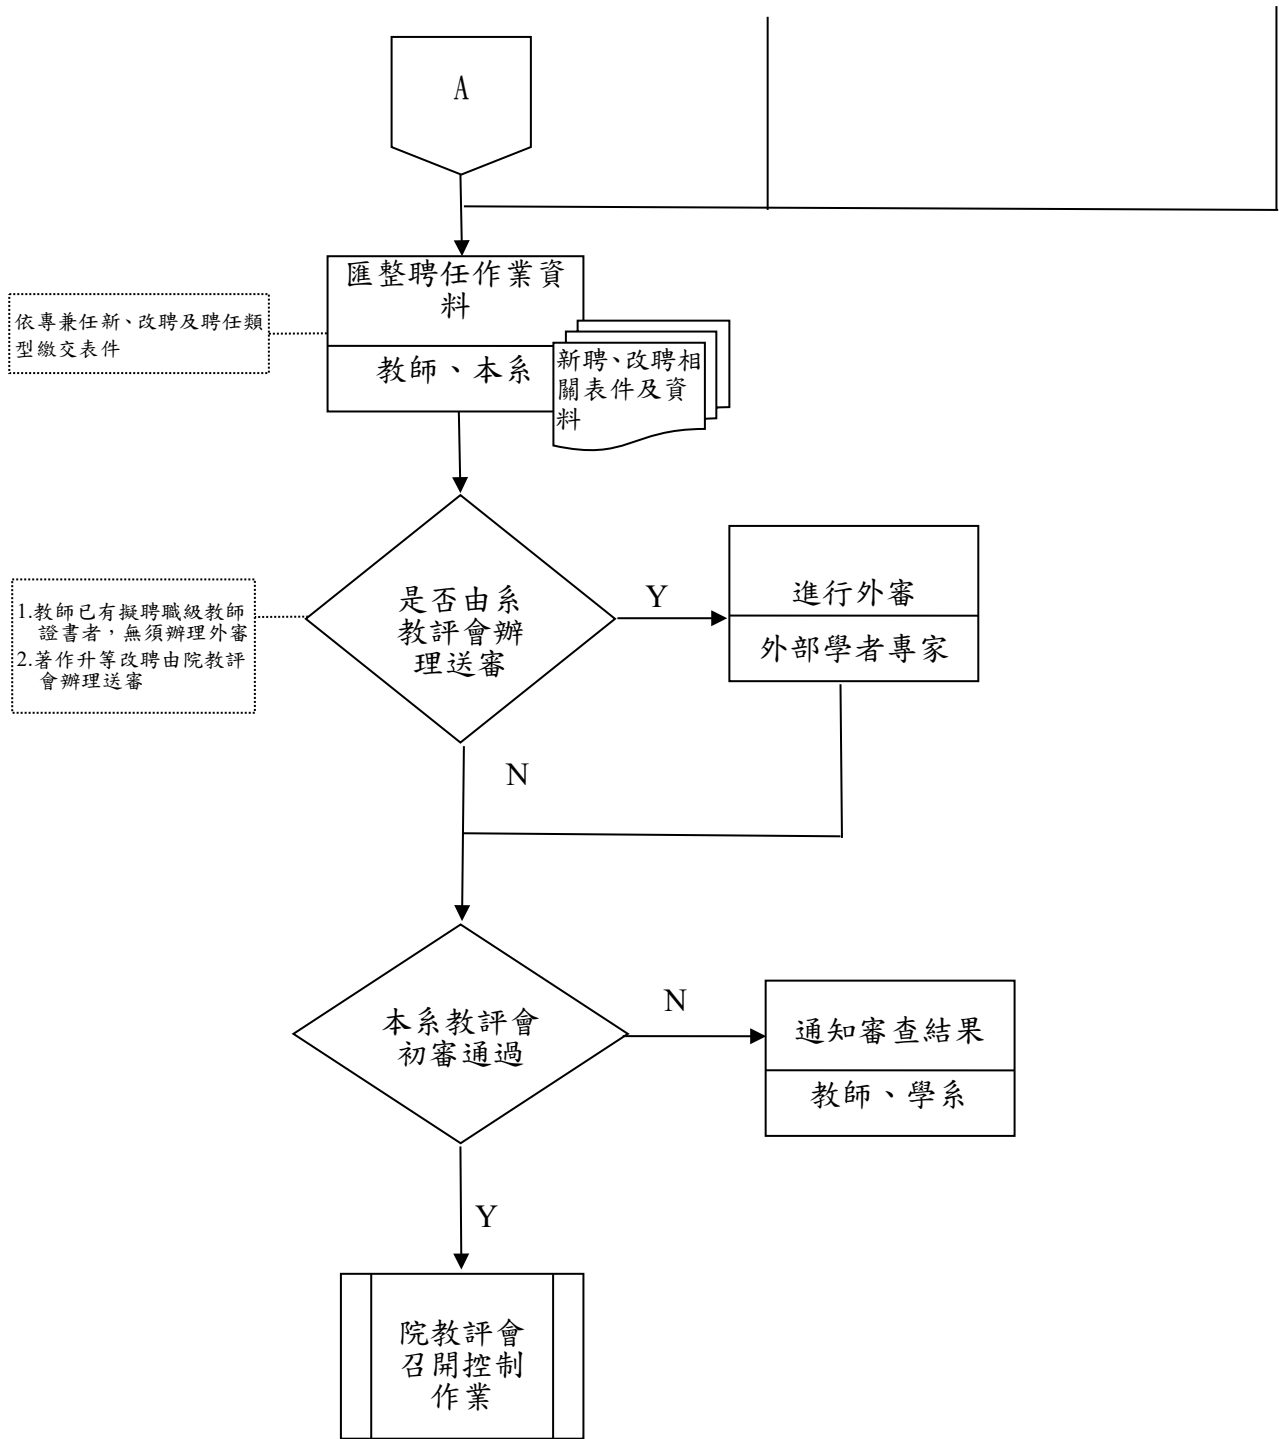 A
匯整聘任作業資
料
教師、本系
依專兼任新、改聘及聘任類
型繳交表件
新聘、改聘相
關表件及資
料
是否由系
教評會辦
理送審
Y
進行外審
外部學者專家
1.教師已有擬聘職級教師
證書者，無須辦理外審
2.著作升等改聘由院教評
會辦理送審
N
本系教評會
初審通過
N
通知審查結果
教師、學系
Y
院教評會
召開控制
作業